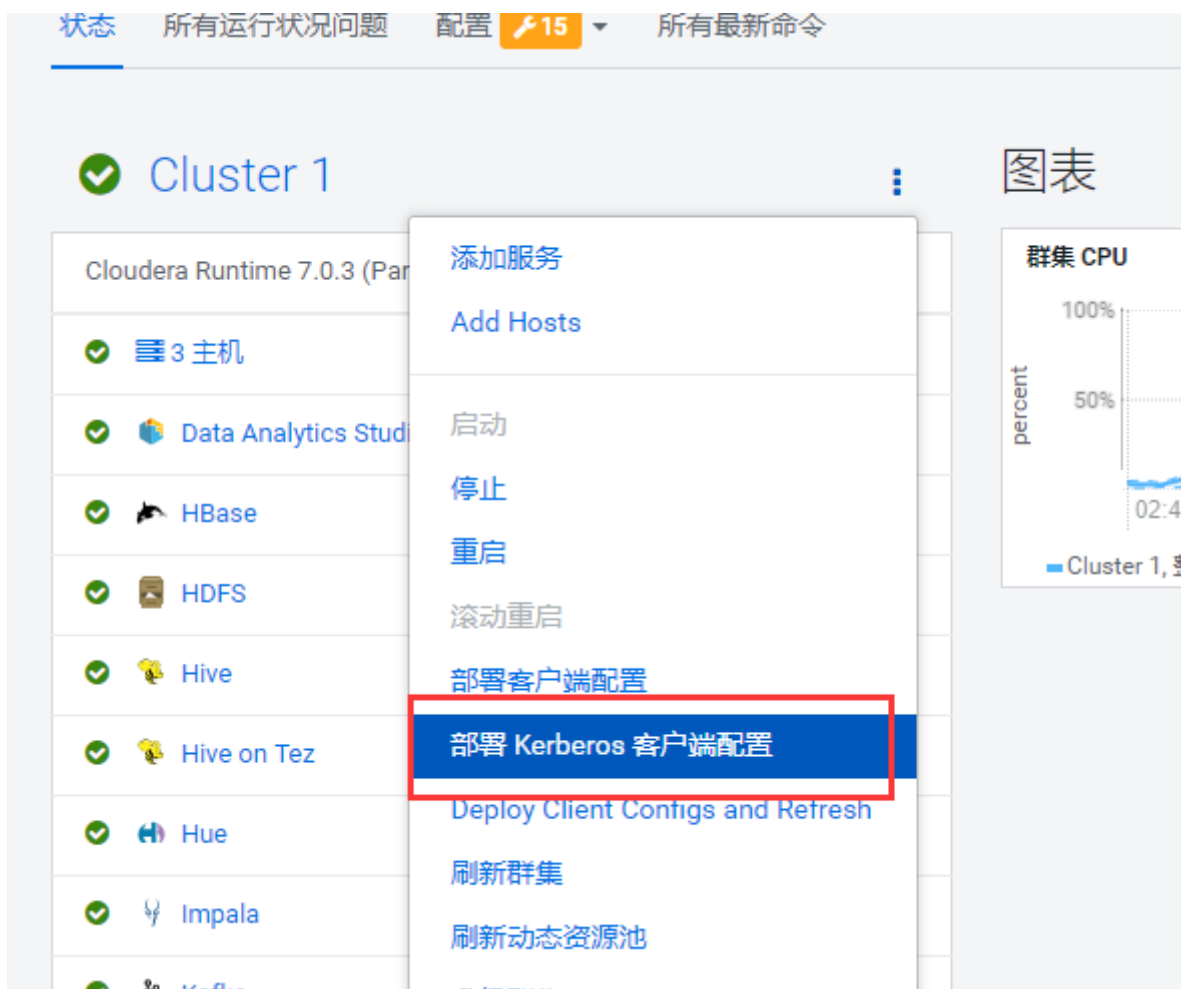 状态 所有运行状况问题 配置 15 所有最新命令
Cluster 1
图表
Cloudera Runtime 7.0.3 (Par
3 主机
Data Analytics Studi
HBase
HDFS
Hive
Hive on Tez
Hue
Impala
Kafka
添加服务
Add Hosts
启动
停止
重启
滚动重启
部署客户端配置
部署 Kerberos 客户端配置
Deploy Client Configs and Refresh
刷新群集
刷新动态资源池
群集 CPU
100%
percent
50%
02:4
Cluster 1, 整